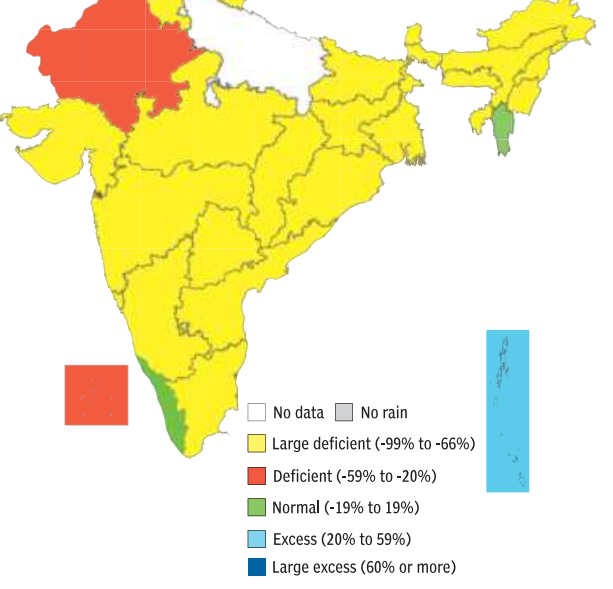 No data No rain
Large deficient (-99% to -66%)
Deficient (-59% to -20%)
Normal (-19% to 19%)
Excess (20% to 59%)
Large excess (60% or more)